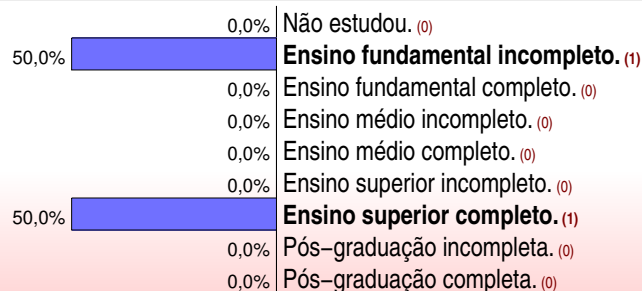 0,0% Não estudou. (0)
50,0% Ensino fundamental incompleto. (1)
0,0% Ensino fundamental completo. (0)
0,0% Ensino médio incompleto. (0)
0,0% Ensino médio completo. (0)
0,0% Ensino superior incompleto. (0)
50,0% Ensino superior completo. (1)
0,0% Pós−graduação incompleta. (0)
0,0% Pós−graduação completa. (0)